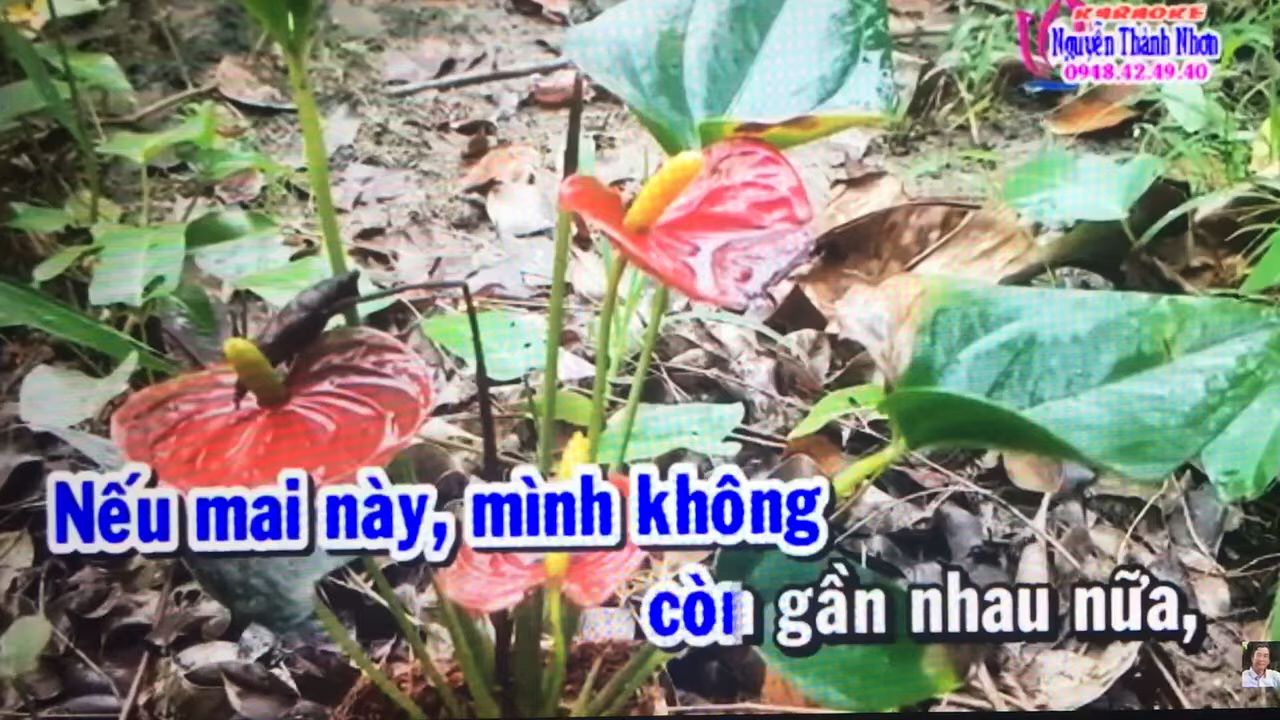 KARAOKE
Nguyễn Thành Nhơn
0948.42.49.40
Nếu mai này, mình không
còn gần nhau nữa,